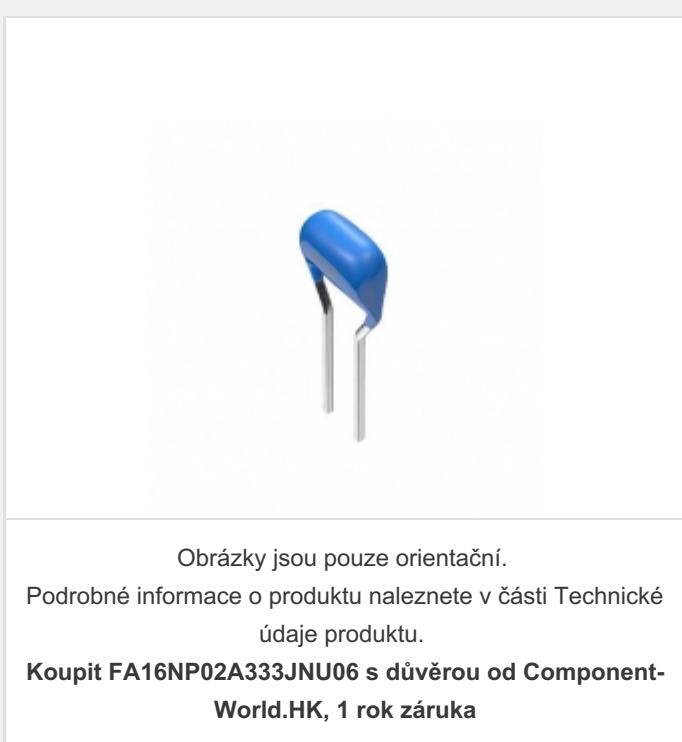 Obrázky jsou pouze orientační.
Podrobné informace o produktu naleznete v části Technické
údaje produktu.
Koupit FA16NP02A333JNU06 s důvěrou od Component-
World.HK, 1 rok záruka